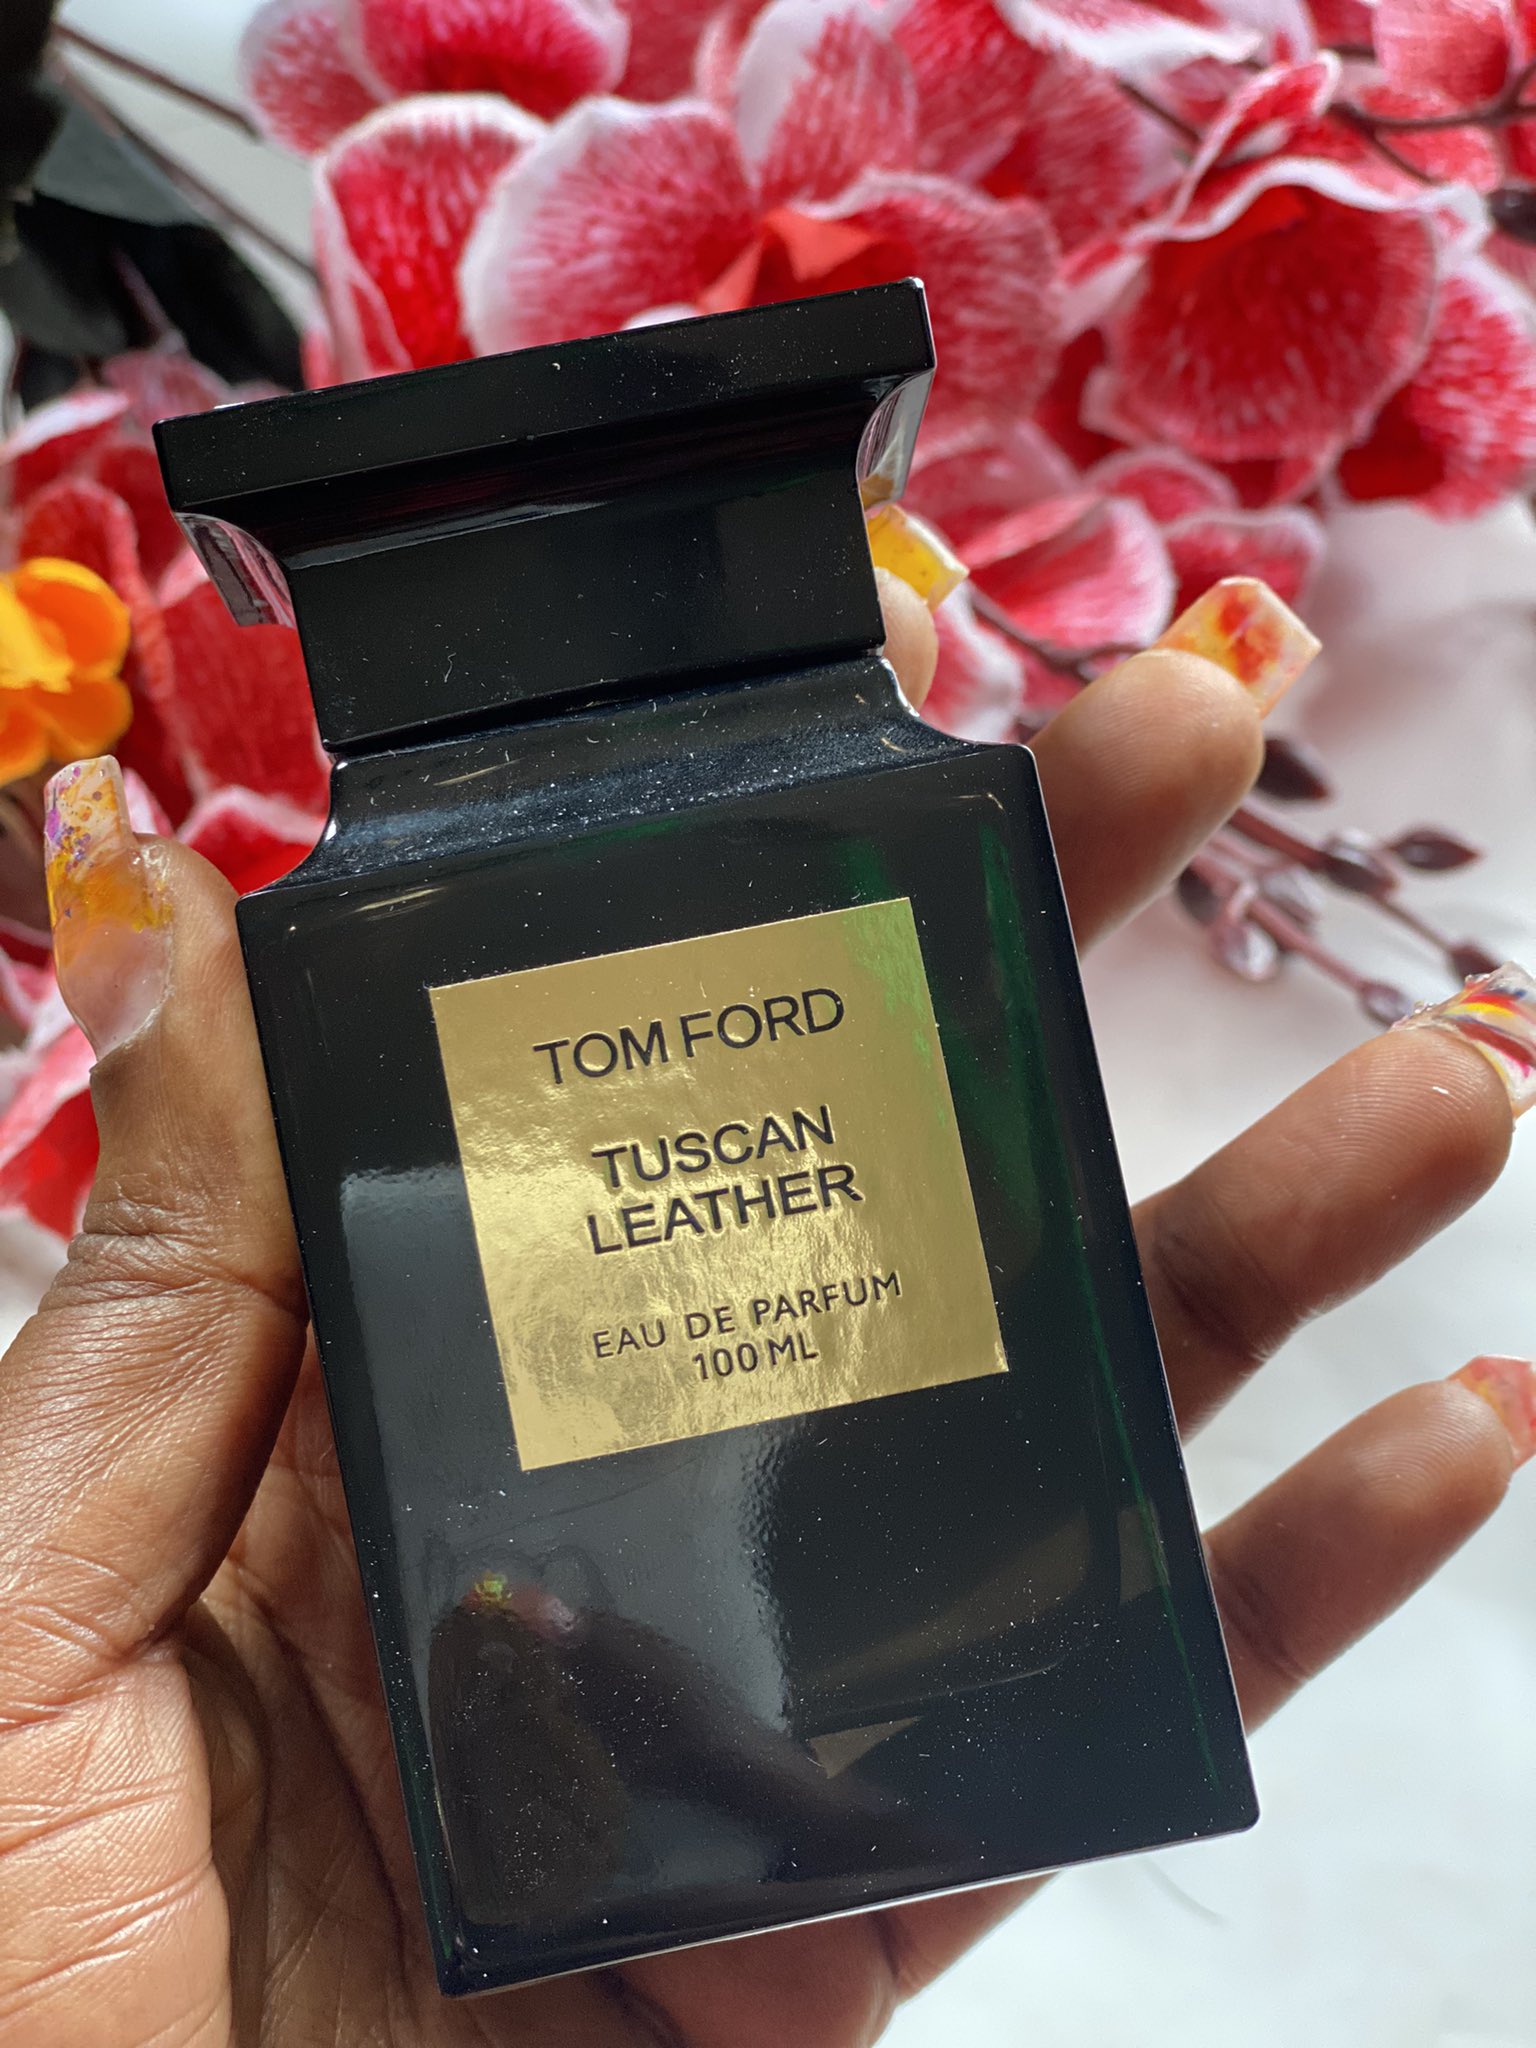 TOM FORD
TUSCAN
LEATHER
EAU DE PARFUM
100 ML